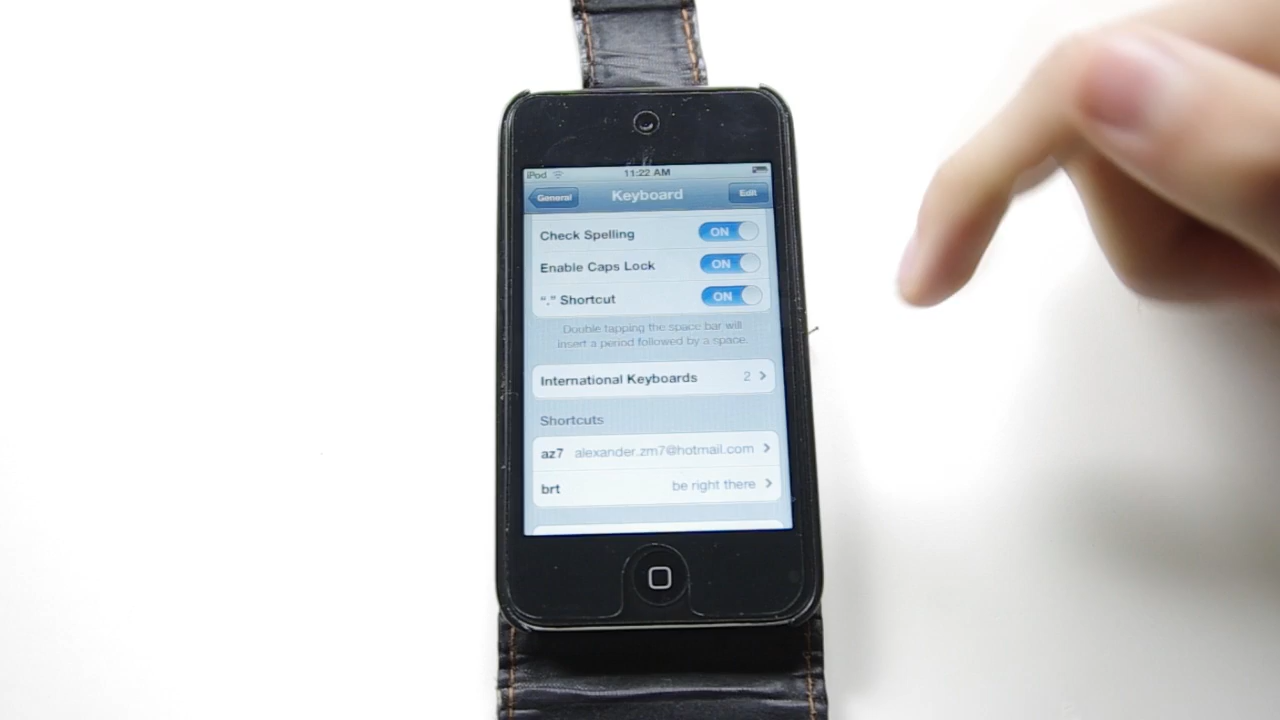 iPod 11:22 AM
General Keyboard Edit
Check Spelling ON
Enable Caps Lock ON
“.” Shortcut ON
Double tapping the space bar will
insert a period followed by a space.
International Keyboards 2
Shortcuts
az7 alexander.zm7@hotmail.com
brt be right there